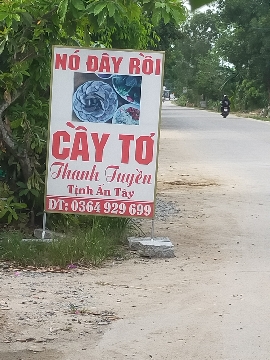 NÓ ĐÂY RỒI
CẦY TƠ
Thanh Tuyền
Tịnh Ấn Tây
ĐT: 0364 929 699